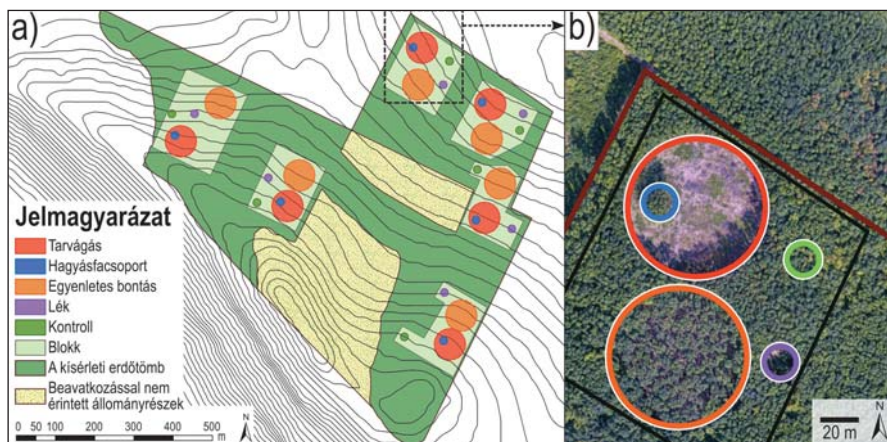 a)
b)
Jelmagyarázat
Tarvágás
Hagyásfacsoport
Egyenletes bontás
Lék
Kontroll
Blokk
A kísérleti erdőtömb
Beavatkozással nem
érintett állományrészek
0 50 100 200 300 400 500
m
N
20 m
N